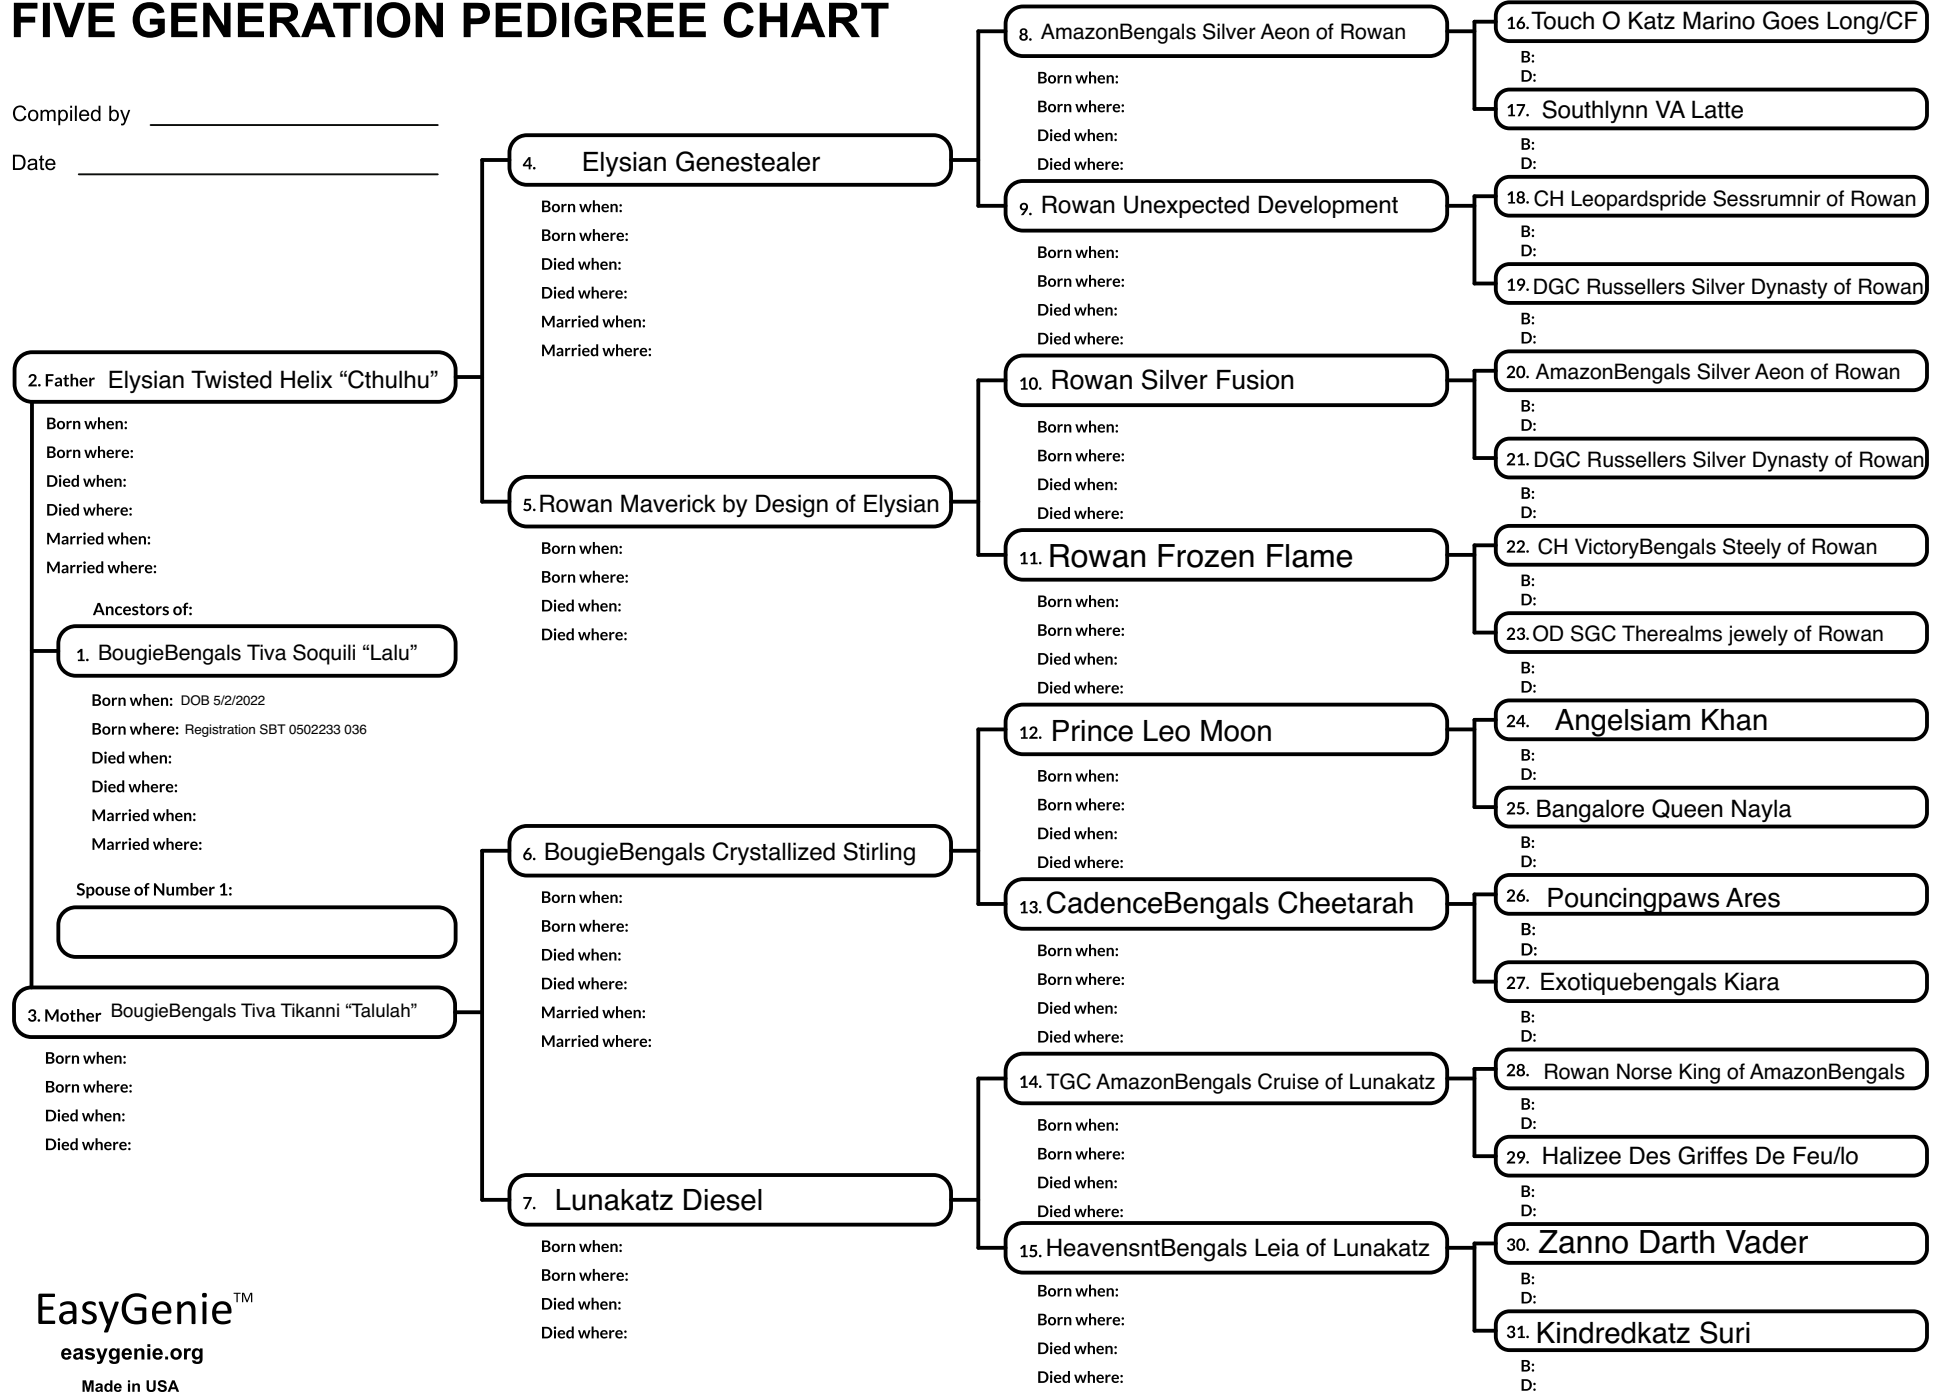 FIVE GENERATION PEDIGREE CHART
Compiled by
Date
2. Father Elysian Twisted Helix “Cthulhu”
Born when:
Born where:
Died when:
Died where:
Married when:
Married where:
Ancestors of:
1. BougieBengals Tiva Soquili “Lalu”
Born when: DOB 5/2/2022
Born where: Registration SBT 0502233 036
Died when:
Died where:
Married when:
Married where:
Spouse of Number 1:
3. Mother BougieBengals Tiva Tikanni “Talulah”
Born when:
Born where:
Died when:
Died where:
EasyGenie™
easygenie.org
Made in USA
4. Elysian Genestealer
Born when:
Born where:
Died when:
Died where:
Married when:
Married where:
5. Rowan Maverick by Design of Elysian
Born when:
Born where:
Died when:
Died where:
6. BougieBengals Crystallized Stirling
Born when:
Born where:
Died when:
Died where:
Married when:
Married where:
7. Lunakatz Diesel
Born when:
Born where:
Died when:
Died where:
8. AmazonBengals Silver Aeon of Rowan
Born when:
Born where:
Died when:
Died where:
9. Rowan Unexpected Development
Born when:
Born where:
Died when:
Died where:
10. Rowan Silver Fusion
Born when:
Born where:
Died when:
Died where:
11. Rowan Frozen Flame
Born when:
Born where:
Died when:
Died where:
12. Prince Leo Moon
Born when:
Born where:
Died when:
Died where:
13. CadenceBengals Cheetarah
Born when:
Born where:
Died when:
Died where:
14. TGC AmazonBengals Cruise of Lunakatz
Born when:
Born where:
Died when:
Died where:
15. HeavensntBengals Leia of Lunakatz
Born when:
Born where:
Died when:
Died where:
16. Touch O Katz Marino Goes Long/CF
B:
D:
17. Southlynn VA Latte
B:
D:
18. CH Leopardspride Sessrumnir of Rowan
B:
D:
19. DGC Russellers Silver Dynasty of Rowan
B:
D:
20. AmazonBengals Silver Aeon of Rowan
B:
D:
21. DGC Russellers Silver Dynasty of Rowan
B:
D:
22. CH VictoryBengals Steely of Rowan
B:
D:
23. OD SGC Therealms jewely of Rowan
B:
D:
24. Angelsiam Khan
B:
D:
25. Bangalore Queen Nayla
B:
D:
26. Pouncingpaws Ares
B:
D:
27. Exotiquebengals Kiara
B:
D:
28. Rowan Norse King of AmazonBengals
B:
D:
29. Halizee Des Griffes De Feu/lo
B:
D:
30. Zanno Darth Vader
B:
D:
31. Kindredkatz Suri
B:
D: